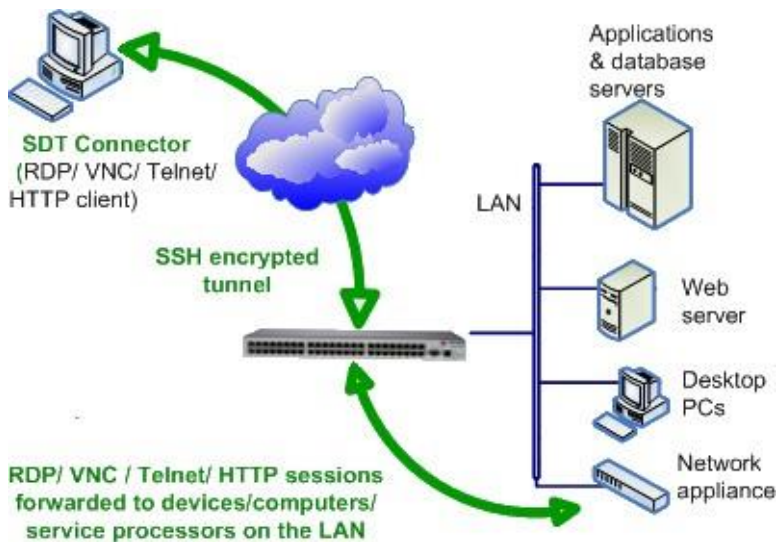 SDT Connector
(RDP/ VNC/ Telnet/
HTTP client)
SSH encrypted
tunnel
RDP/ VNC / Telnet/ HTTP sessions
forwarded to devices/computers/
service processors on the LAN
LAN
Applications
& database
servers
Web
server
Desktop
PCs
Network
appliance